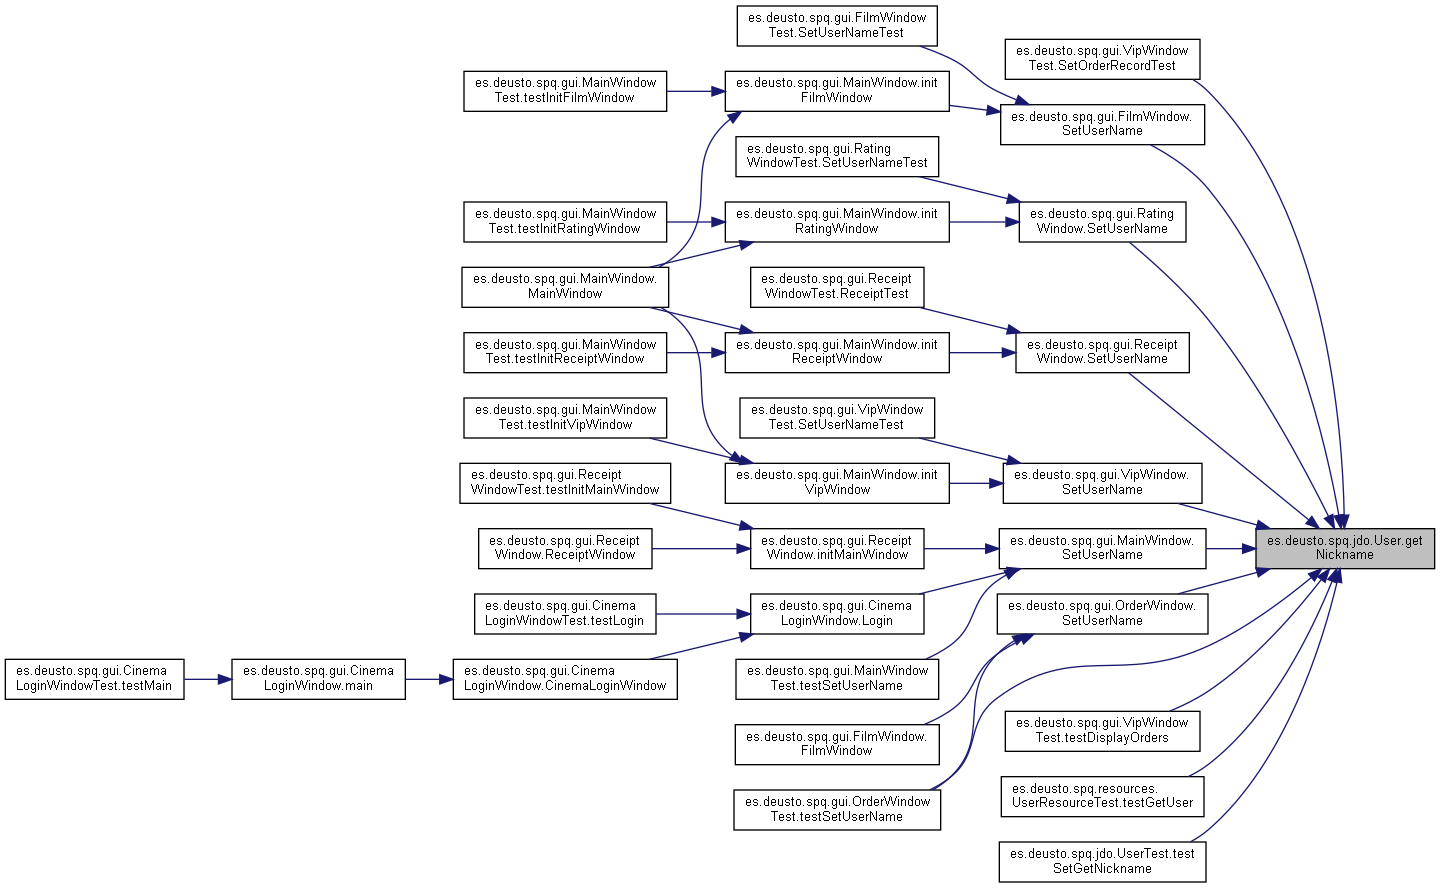 es.deusto.spq.gui.FilmWindow
Test.SetUserNameTest
es.deusto.spq.gui.VipWindow
Test.SetOrderRecordTest
es.deusto.spq.gui.MainWindow
Test.testInitFilmWindow
es.deusto.spq.gui.MainWindow.init
FilmWindow
es.deusto.spq.gui.FilmWindow.
SetUserName
es.deusto.spq.gui.Rating
WindowTest.SetUserNameTest
es.deusto.spq.gui.MainWindow
Test.testInitRatingWindow
es.deusto.spq.gui.MainWindow.init
RatingWindow
es.deusto.spq.gui.Rating
Window.SetUserName
es.deusto.spq.gui.MainWindow.
MainWindow
es.deusto.spq.gui.Receipt
WindowTest.ReceiptTest
es.deusto.spq.gui.MainWindow
Test.testInitReceiptWindow
es.deusto.spq.gui.MainWindow.init
ReceiptWindow
es.deusto.spq.gui.Receipt
Window.SetUserName
es.deusto.spq.gui.MainWindow
Test.testInitVipWindow
es.deusto.spq.gui.VipWindow
Test.SetUserNameTest
es.deusto.spq.gui.Receipt
WindowTest.testInitMainWindow
es.deusto.spq.gui.MainWindow.init
VipWindow
es.deusto.spq.gui.VipWindow.
SetUserName
es.deusto.spq.gui.Receipt
Window.ReceiptWindow
es.deusto.spq.gui.Receipt
Window.initMainWindow
es.deusto.spq.gui.MainWindow.
SetUserName
es.deusto.spq.jdo.User.get
Nickname
es.deusto.spq.gui.Cinema
LoginWindowTest.testLogin
es.deusto.spq.gui.Cinema
LoginWindow.Login
es.deusto.spq.gui.OrderWindow.
SetUserName
es.deusto.spq.gui.Cinema
LoginWindowTest.testMain
es.deusto.spq.gui.Cinema
LoginWindow.main
es.deusto.spq.gui.Cinema
LoginWindow.CinemaLoginWindow
es.deusto.spq.gui.MainWindow
Test.testSetUserName
es.deusto.spq.gui.VipWindow
Test.testDisplayOrders
es.deusto.spq.gui.FilmWindow.
FilmWindow
es.deusto.spq.resources.
UserResourceTest.testGetUser
es.deusto.spq.gui.OrderWindow
Test.testSetUserName
es.deusto.spq.jdo.UserTest.test
SetGetNickname